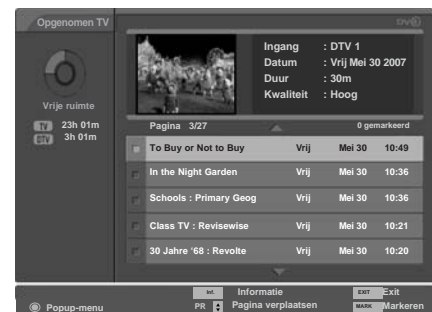 Opgenomen TV
DVB
Ingang : DTV 1
Datum : Vrij Mei 30 2007
Duur : 30m
Kwaliteit : Hoog
Vrije ruimte
TV 23h 01m
DTV 3h 01m
Pagina 3/27 0 gemarkeerd
To Buy or Not to Buy Vrij Mei 30 10:49
In the Night Garden Vrij Mei 30 10:36
Schools : Primary Geog Vrij Mei 30 10:36
Class TV : Revisewise Vrij Mei 30 10:21
30 Jahre ‘68 : Revolte Vrij Mei 30 10:20
Inf. Informatie EXIT Exit
Popup-menu PR Pagina verplaatsen MARK Markeren